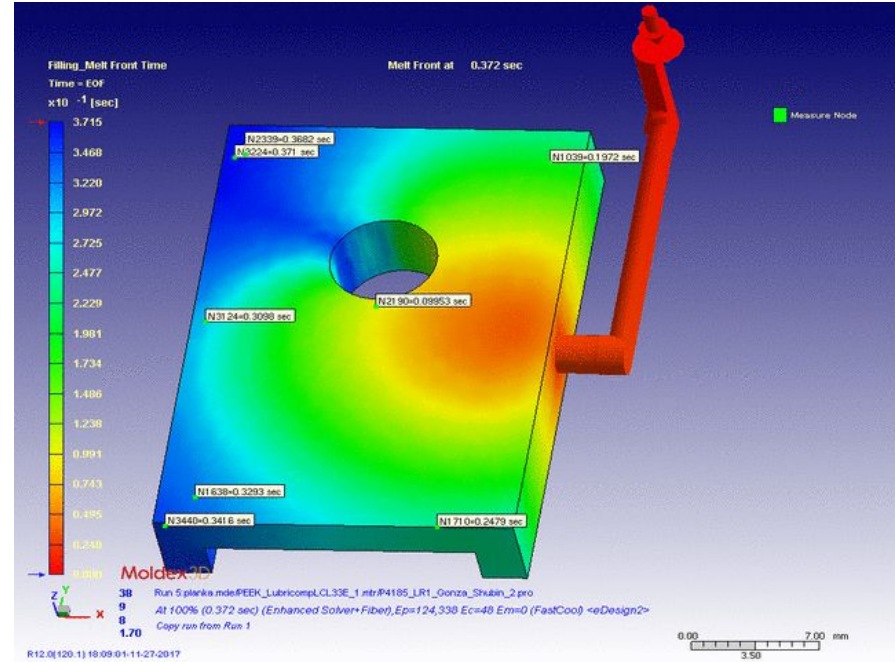 Filling_Melt Front Time
Time = EOF
x10 -1 [sec]
Melt Front at 0.372 sec
Measure Node
3.715
3.468
3.220
2.972
2.725
2.477
2.229
1.981
1.734
1.486
1.238
0.991
0.743
0.495
0.248
0.000
N2339=0.3682 sec
N3224=0.371 sec
N1039=0.1972 sec
N2190=0.09953 sec
N3124=0.3098 sec
N1638=0.3293 sec
N3440=0.3416 sec
N1710=0.2479 sec
Moldex3D
38 Run 5:planka.mde/PEEK_LubricompLCL33E_1.mtr/P4185_LR1_Gonza_Shubin_2.pro
9 At 100% (0.372 sec) (Enhanced Solver+Fiber),Ep=124,338 Ec=48 Em=0 (FastCool) <eDesign2>
8 Copy run from Run 1
1.70
Z Y X
R12.0(120.1) 18:09:01-11-27-2017
0.00 7.00 mm
3.50